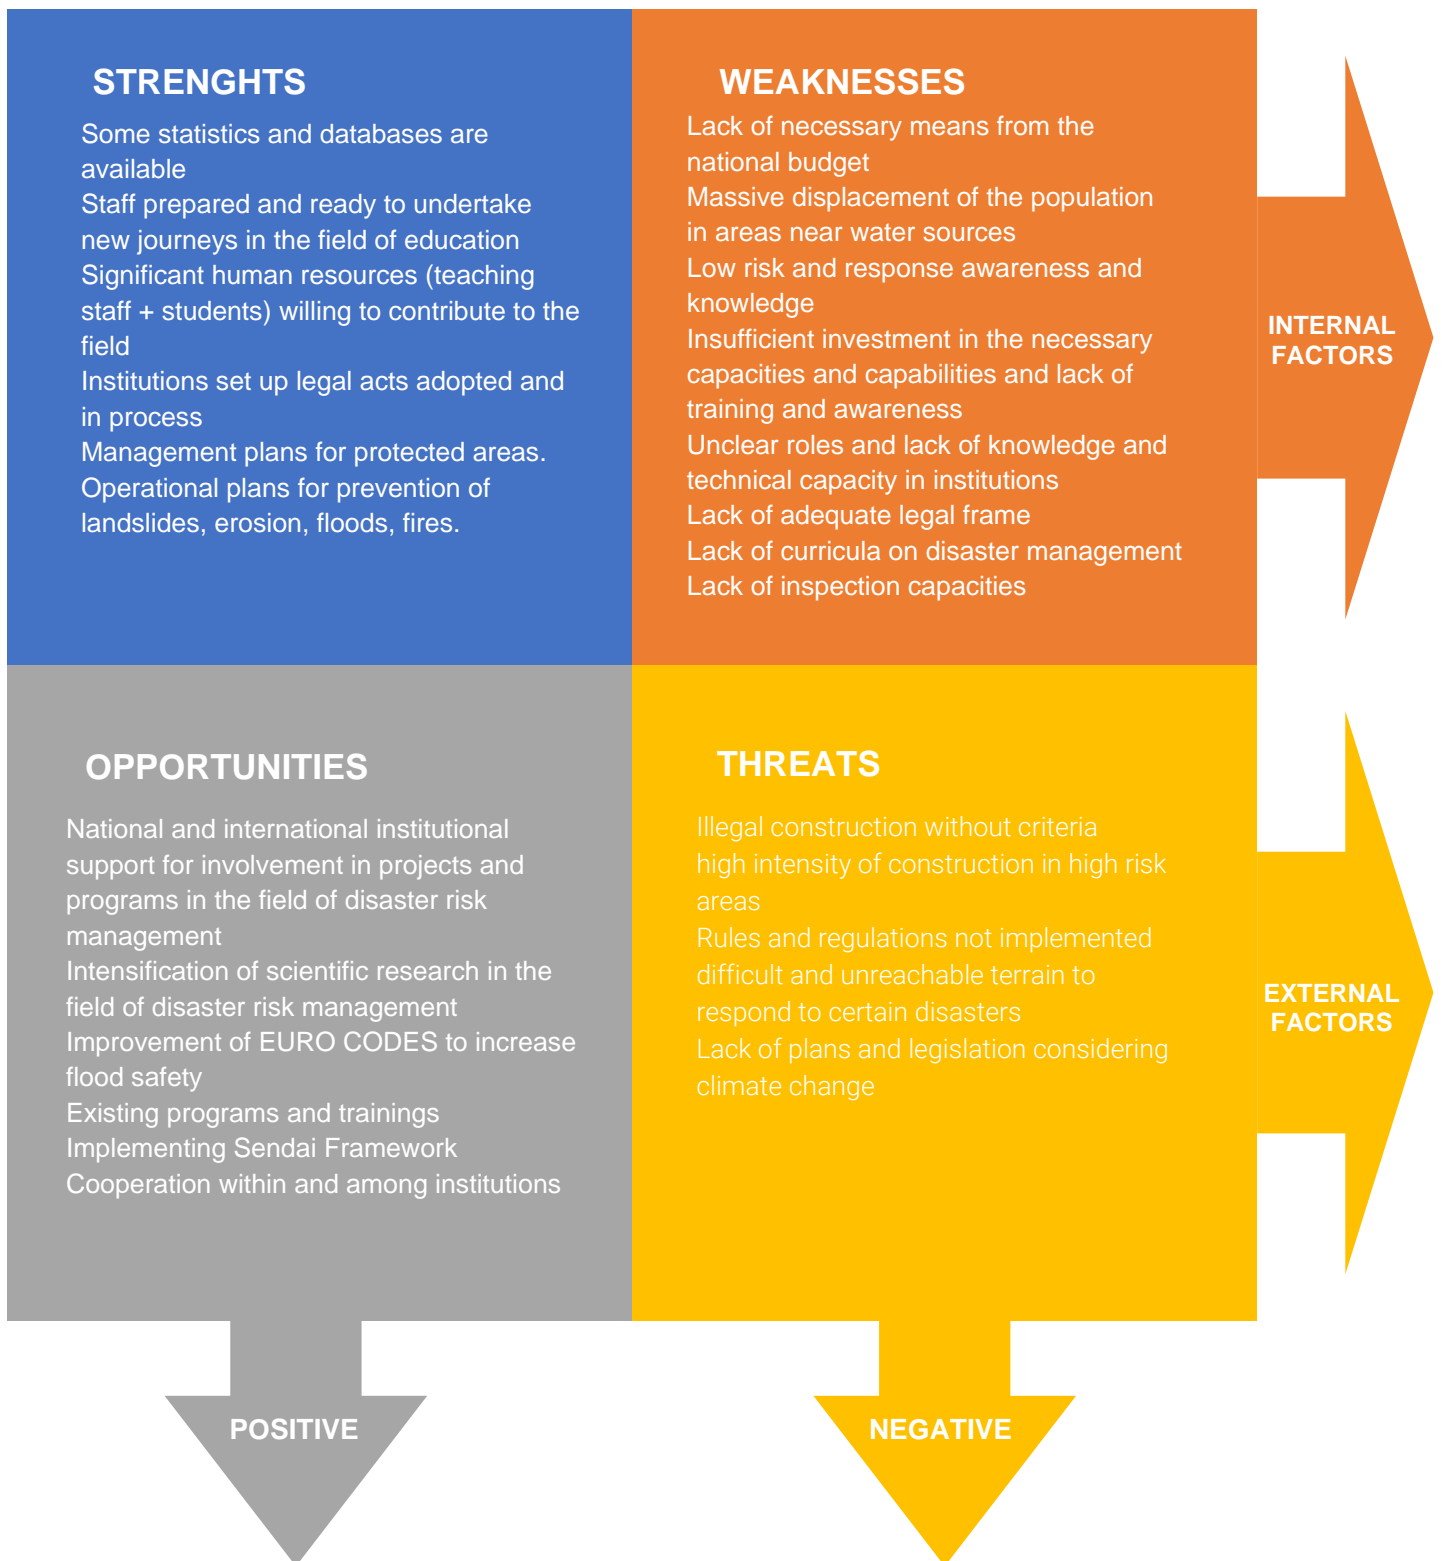 STRENGHTS
Some statistics and databases are
available
Staff prepared and ready to undertake
new journeys in the field of education
Significant human resources (teaching
staff + students) willing to contribute to the
field
Institutions set up legal acts adopted and
in process
Management plans for protected areas.
Operational plans for prevention of
landslides, erosion, floods, fires.
WEAKNESSES
Lack of necessary means from the
national budget
Massive displacement of the population
in areas near water sources
Low risk and response awareness and
knowledge
Insufficient investment in the necessary
capacities and capabilities and lack of
training and awareness
Unclear roles and lack of knowledge and
technical capacity in institutions
Lack of adequate legal frame
Lack of curricula on disaster management
Lack of inspection capacities
INTERNAL
FACTORS
OPPORTUNITIES
National and international institutional
support for involvement in projects and
programs in the field of disaster risk
management
Intensification of scientific research in the
field of disaster risk management
Improvement of EURO CODES to increase
flood safety
Existing programs and trainings
Implementing Sendai Framework
Cooperation within and among institutions
THREATS
Illegal construction without criteria
high intensity of construction in high risk
areas
Rules and regulations not implemented
difficult and unreachable terrain to
respond to certain disasters
Lack of plans and legislation considering
climate change
EXTERNAL
FACTORS
POSITIVE
NEGATIVE